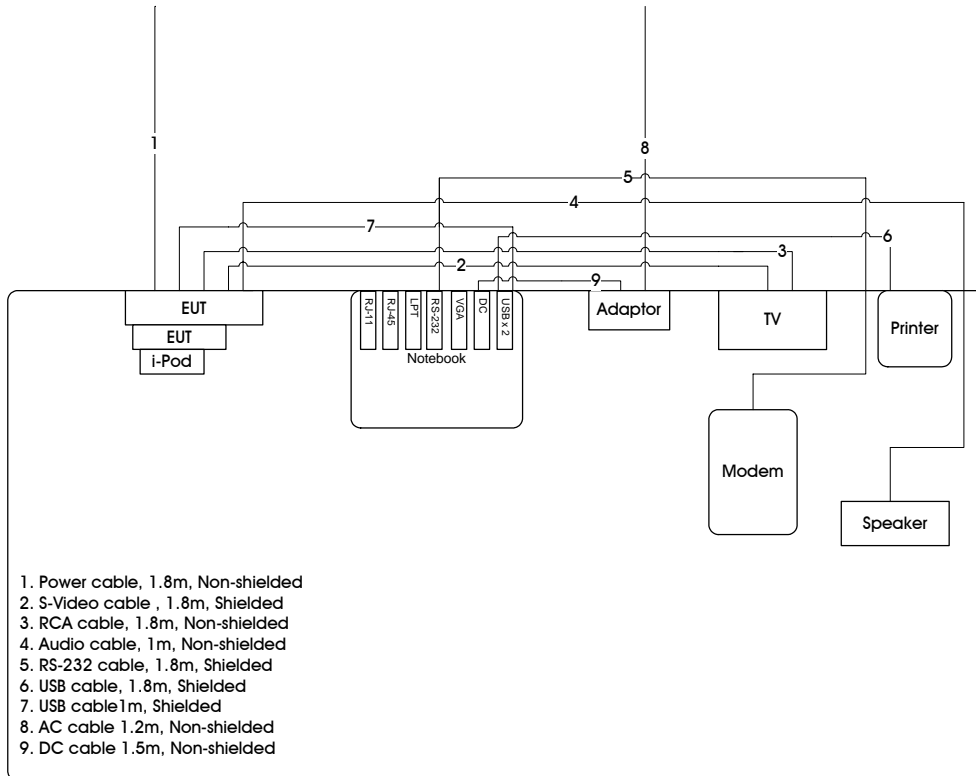 1
8
5
4
7
6
3
2
9
EUT
EUT
i-Pod
RJ-11
RJ-45
LPT
RS-232
VGA
DC
USB x 2
Notebook
Adaptor
TV
Printer
Modem
Speaker
1. Power cable, 1.8m, Non-shielded
2. S-Video cable , 1.8m, Shielded
3. RCA cable, 1.8m, Non-shielded
4. Audio cable, 1m, Non-shielded
5. RS-232 cable, 1.8m, Shielded
6. USB cable, 1.8m, Shielded
7. USB cable1m, Shielded
8. AC cable 1.2m, Non-shielded
9. DC cable 1.5m, Non-shielded